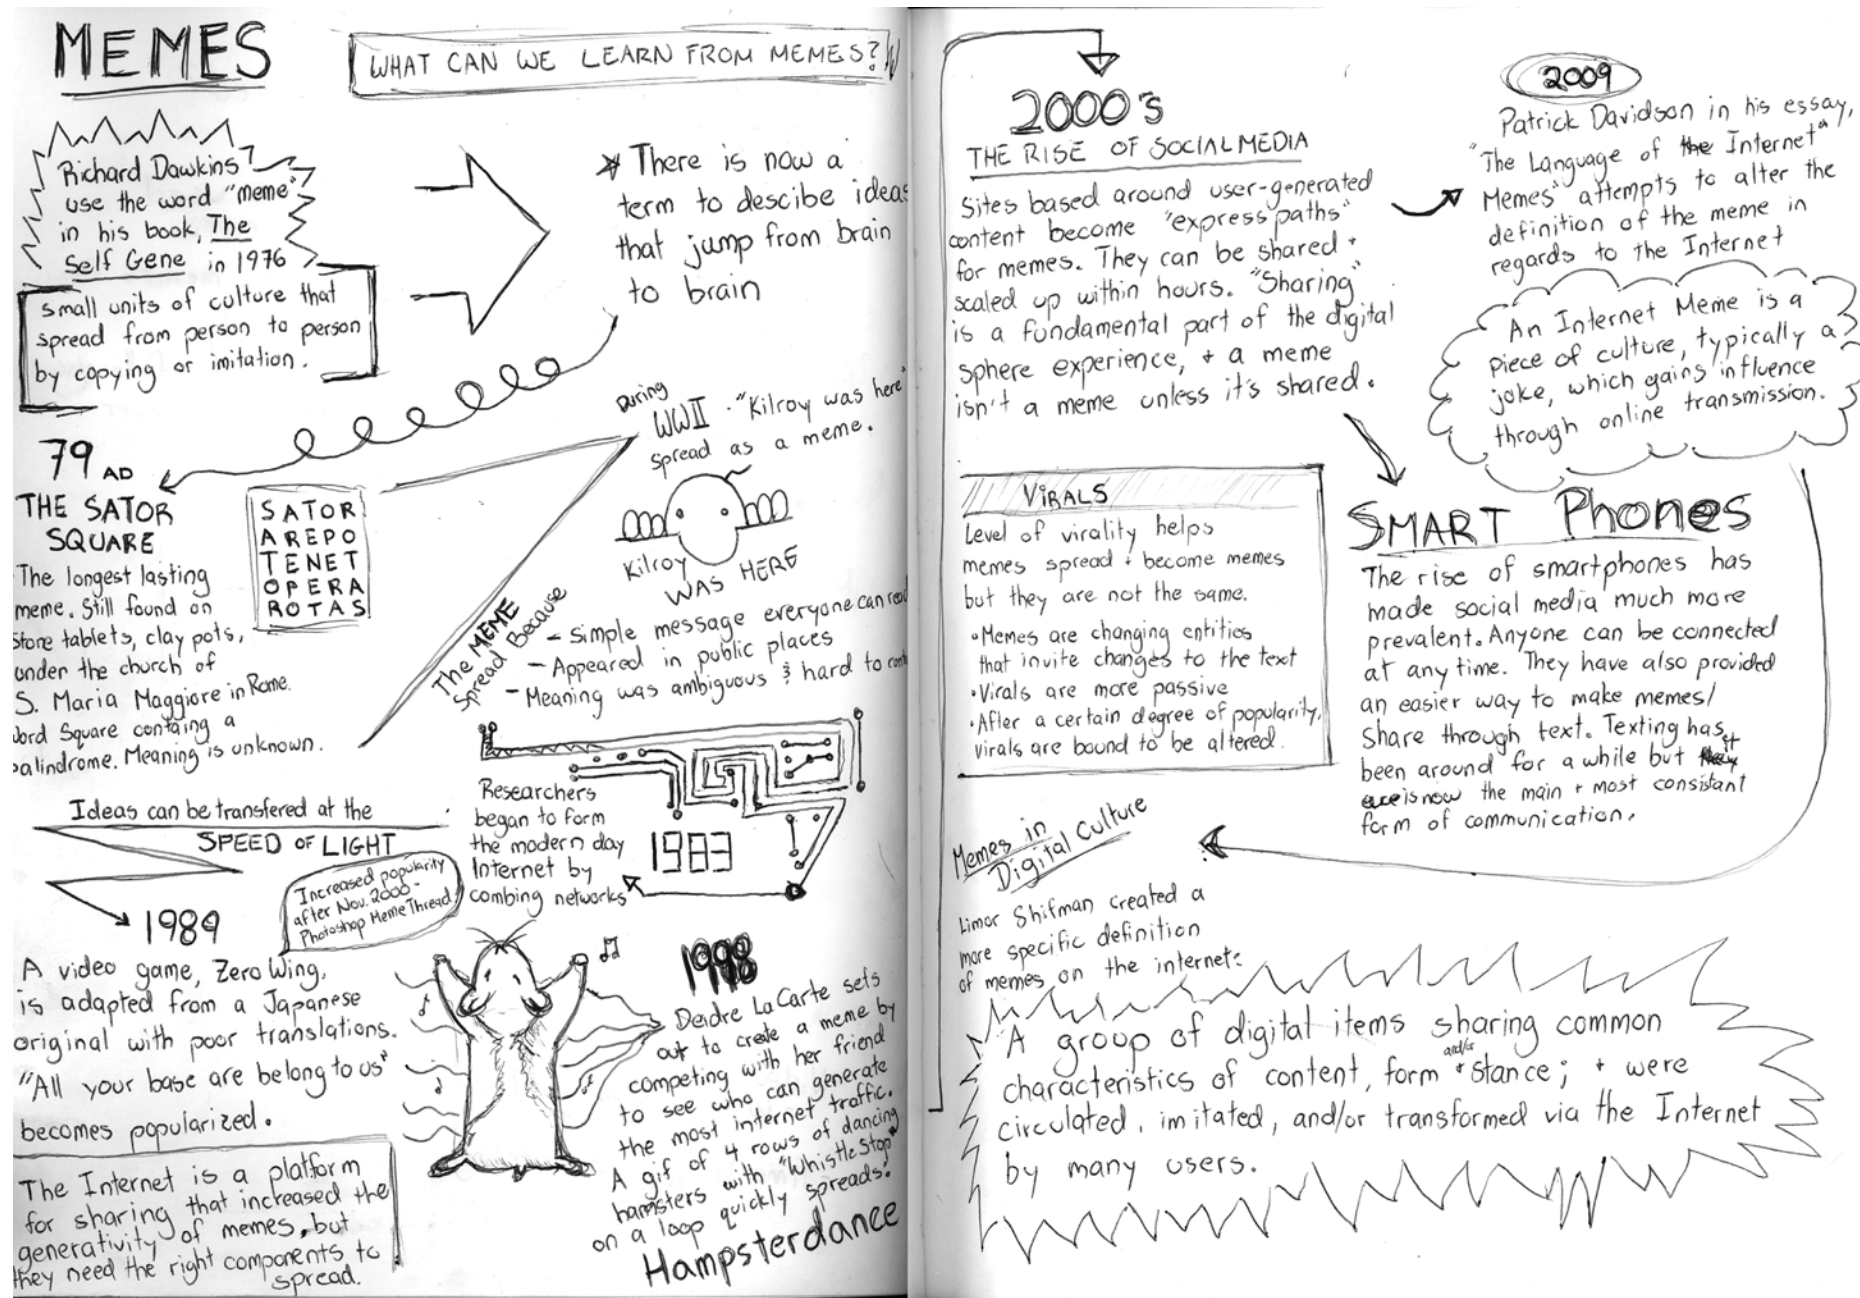 MEMES
WHAT CAN WE LEARN FROM MEMES?
Richard Dawkins
use the word "meme"
in his book, The
Self Gene in 1976
small units of culture that
spread from person to person
by copying or imitation.
There is now a
term to descibe ideas
that jump from brain
to brain
79 AD
THE SATOR
SQUARE
SATOR
AREPO
TENET
OPERA
ROTAS
The longest lasting
meme. Still found on
stone tablets, clay pots,
under the church of
S. Maria Maggiore in Rome.
Word Square containg a
palindrome. Meaning is unknown.
During
WWII - "Kilroy was here"
spread as a meme.
Kilroy
WAS HERE
The MEME
Spread Because
- Simple message everyone can read
- Appeared in public places
- Meaning was ambiguous & hard to
Ideas can be transfered at the
SPEED OF LIGHT
Researchers
began to form
the modern day
Internet by
combing networks
1983
1989
Increased popularity
after Nov. 2000 -
Photoshop Meme Thread
A video game, Zero Wing,
is adapted from a Japanese
original with poor translations.
"All your base are belong to us"
becomes popularized.
The Internet is a platform
for sharing that increased the
generativity of memes, but
they need the right components to
spread.
1998
Deidre LaCarte sets
out to create a meme by
competing with her friend
to see who can generate
the most internet traffic.
A gif of 4 rows of dancing
hamsters with "Whistle Stop"
on a loop quickly spreads.
Hampsterdance
2000's
THE RISE OF SOCIAL MEDIA
Sites based around user-generated
content become "express paths"
for memes. They can be shared +
scaled up within hours. "Sharing"
is a fundamental part of the digital
sphere experience, + a meme
isn't a meme unless it's shared.
2009
Patrick Davidson in his essay,
"The Language of the Internet"
Memes" attempts to alter the
definition of the meme in
regards to the Internet
An Internet Meme is a
piece of culture, typically a
joke, which gains influence
through online transmission.
VIRALS
Level of virality helps
memes spread + become memes
but they are not the same.
• Memes are changing entities
that invite changes to the text
• Virals are more passive
• After a certain degree of popularity,
virals are bound to be altered.
SMART Phones
The rise of smartphones has
made social media much more
prevalent. Anyone can be connected
at any time. They have also provided
an easier way to make memes/
Share through text. Texting has
been around for a while but it
is now the main + most consistant
form of communication.
Memes in
Digital Culture
Limor Shifman created a
more specific definition
of memes on the internet:
A group of digital items sharing common
characteristics of content, form and/or + stance; + were
circulated, imitated, and/or transformed via the Internet
by many users.